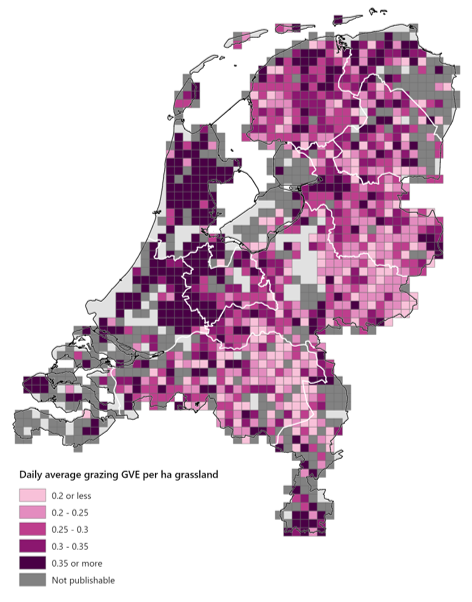 Daily average grazing GVE per ha grassland
0.2 or less
0.2 - 0.25
0.25 - 0.3
0.3 - 0.35
0.35 or more
Not publishable